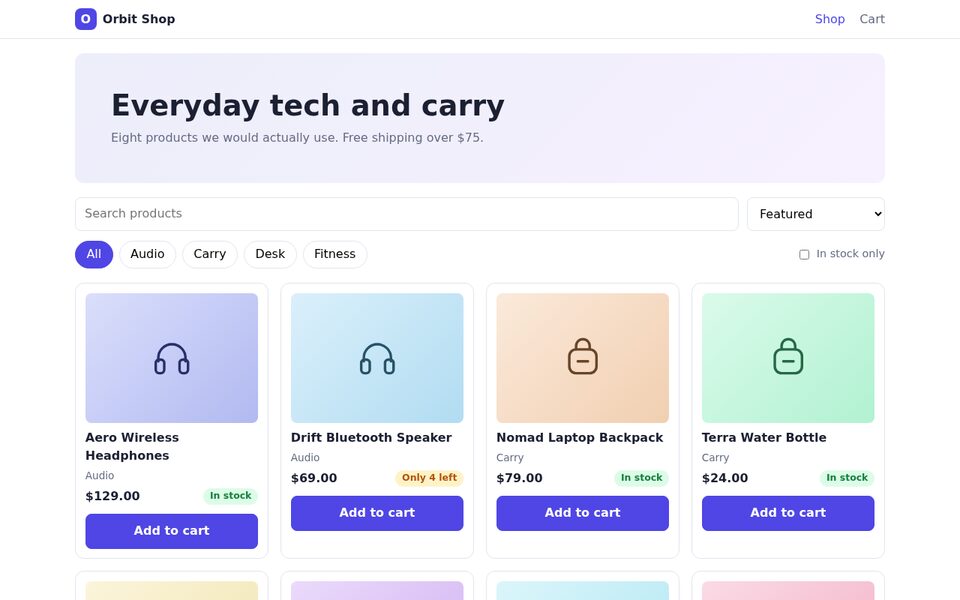 O Orbit Shop
Shop Cart
Everyday tech and carry
Eight products we would actually use. Free shipping over $75.
Search products
Featured
All Audio Carry Desk Fitness
In stock only
Aero Wireless
Headphones
Audio
$129.00 In stock
Add to cart
Drift Bluetooth Speaker
Audio
$69.00 Only 4 left
Add to cart
Nomad Laptop Backpack
Carry
$79.00 In stock
Add to cart
Terra Water Bottle
Carry
$24.00 In stock
Add to cart